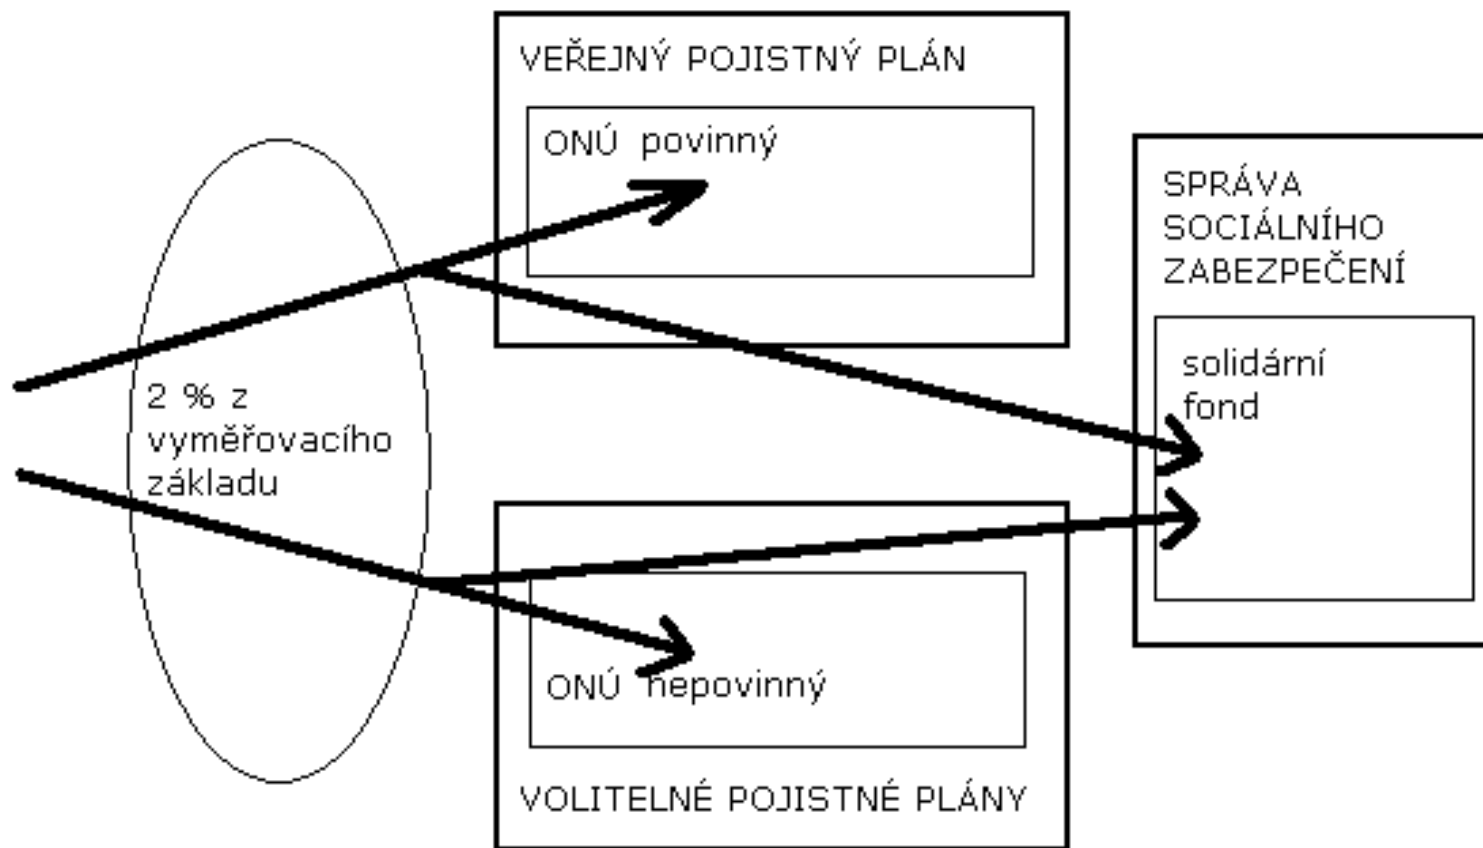 VEŘEJNÝ POJISTNÝ PLÁN
ONÚ povinný
SPRÁVA
SOCIÁLNÍHO
ZABEZPEČENÍ
solidární
fond
2 % z
vyměřovacího
základu
ONÚ nepovinný
VOLITELNÉ POJISTNÉ PLÁNY